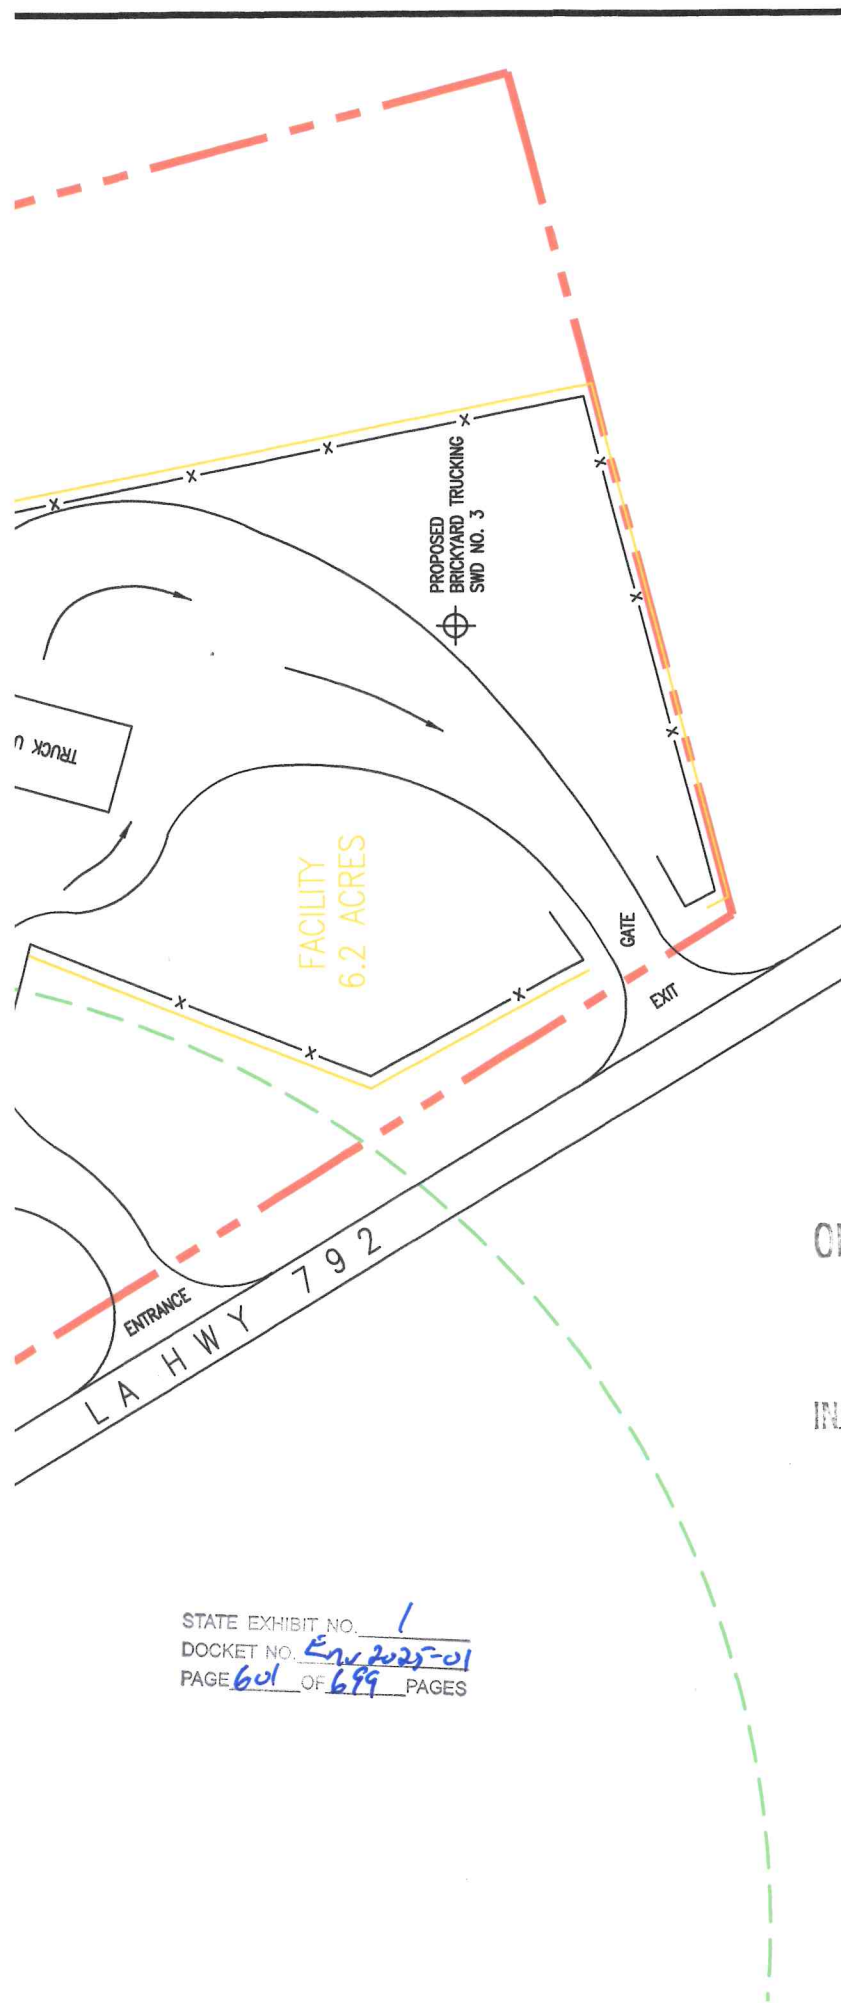 PROPOSED
BRICKYARD TRUCKING
SWD NO. 3
TRUCK
FACILITY
6.2 ACRES
GATE
EXIT
ENTRANCE
LA HWY 792
STATE EXHIBIT NO. 1
DOCKET NO. Env 2025-01
PAGE 601 OF 699 PAGES